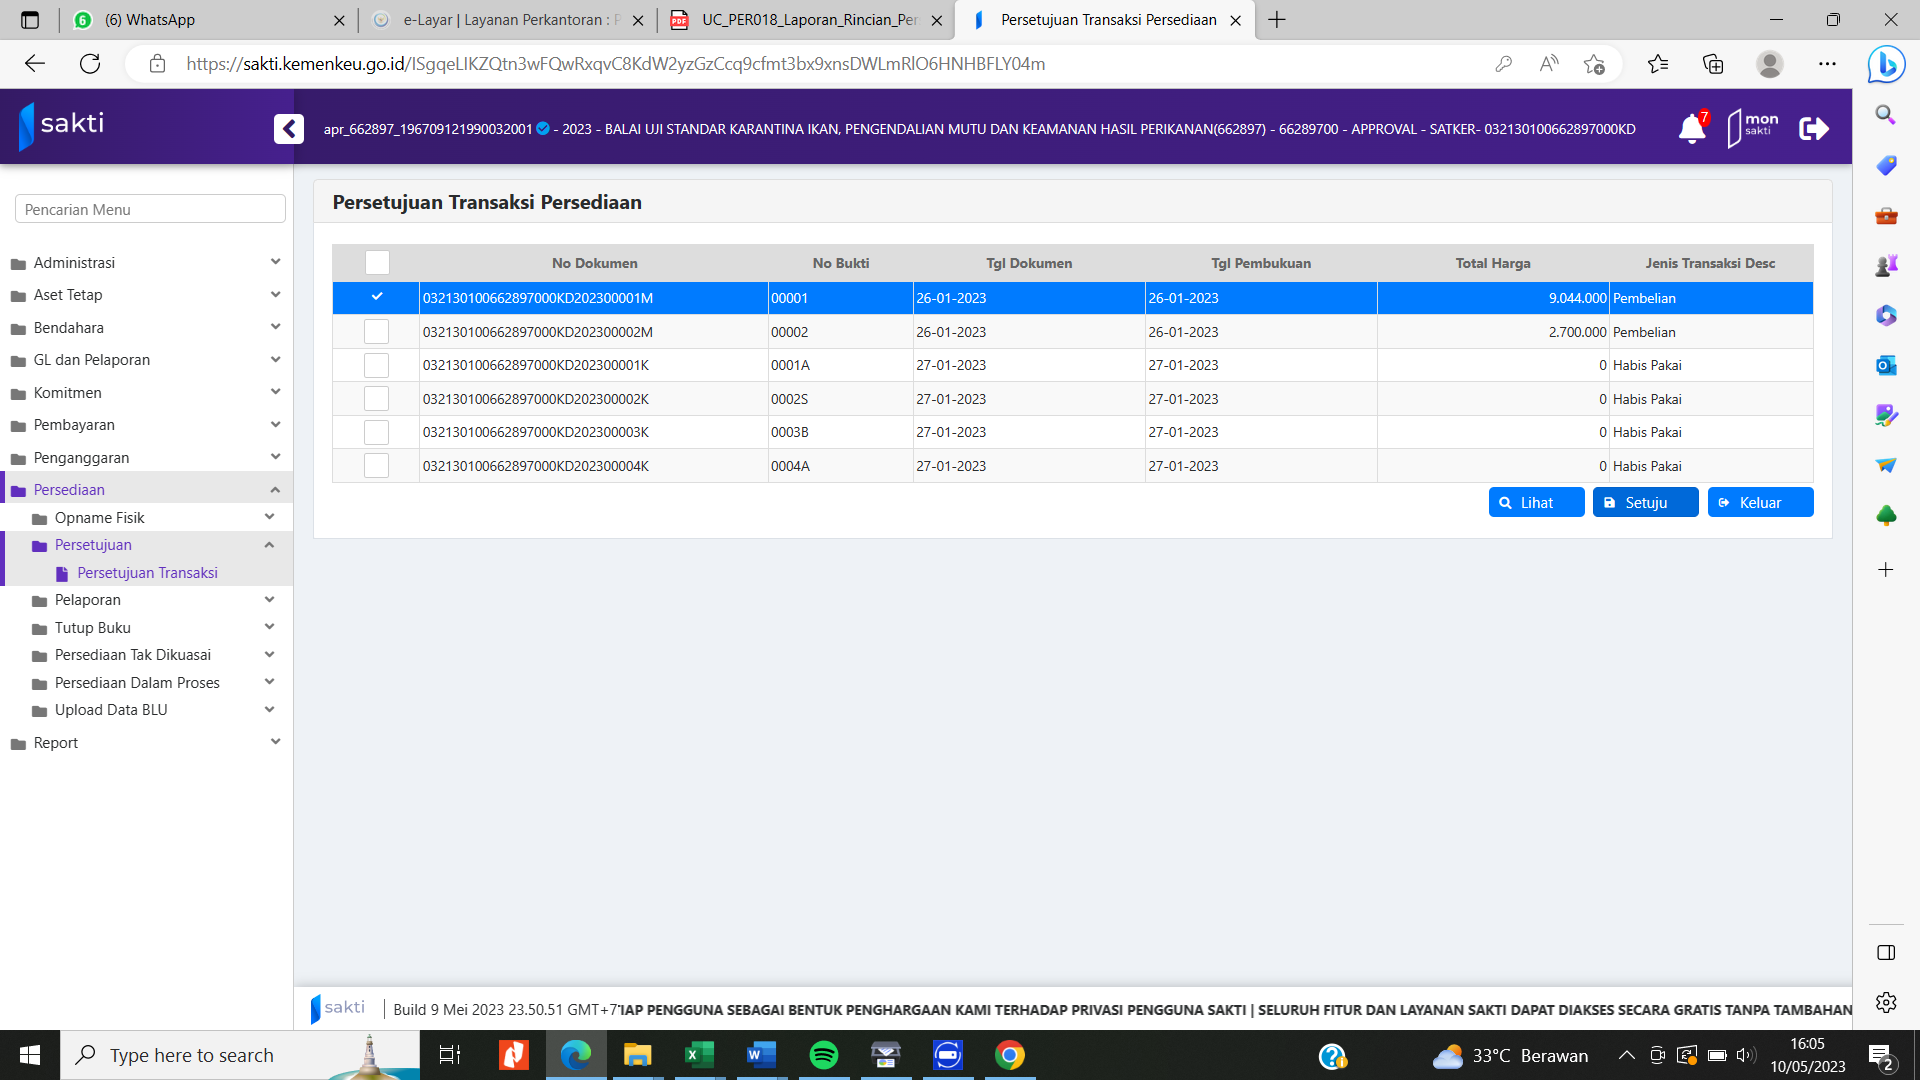 (6) WhatsApp
e-Layar | Layanan Perkantoran : P
UC_PER018_Laporan_Rincian_Per
Persetujuan Transaksi Persediaan
https://sakti.kemenkeu.go.id/ISgqeLIKZQtn3wFQwRxqvC8KdW2yzGzCcq9cfmt3bx9xnsDWLmRlO6HNHBFLY04m
sakti
apr_662897_196709121990032001 - 2023 - BALAI UJI STANDAR KARANTINA IKAN, PENGENDALIAN MUTU DAN KEAMANAN HASIL PERIKANAN(662897) - 66289700 - APPROVAL - SATKER- 032130100662897000KD
7
mon sakti
Pencarian Menu
Administrasi
Aset Tetap
Bendahara
GL dan Pelaporan
Komitmen
Pembayaran
Penganggaran
Persediaan
Opname Fisik
Persetujuan
Persetujuan Transaksi
Pelaporan
Tutup Buku
Persediaan Tak Dikuasai
Persediaan Dalam Proses
Upload Data BLU
Report
Persetujuan Transaksi Persediaan
No Dokumen No Bukti Tgl Dokumen Tgl Pembukuan Total Harga Jenis Transaksi Desc
032130100662897000KD202300001M 00001 26-01-2023 26-01-2023 9.044.000 Pembelian
032130100662897000KD202300002M 00002 26-01-2023 26-01-2023 2.700.000 Pembelian
032130100662897000KD202300001K 0001A 27-01-2023 27-01-2023 0 Habis Pakai
032130100662897000KD202300002K 0002S 27-01-2023 27-01-2023 0 Habis Pakai
032130100662897000KD202300003K 0003B 27-01-2023 27-01-2023 0 Habis Pakai
032130100662897000KD202300004K 0004A 27-01-2023 27-01-2023 0 Habis Pakai
Lihat Setuju Keluar
sakti Build 9 Mei 2023 23.50.51 GMT+7 IAP PENGGUNA SEBAGAI BENTUK PENGHARGAAN KAMI TERHADAP PRIVASI PENGGUNA SAKTI | SELURUH FITUR DAN LAYANAN SAKTI DAPAT DIAKSES SECARA GRATIS TANPA TAMBAHAN
Type here to search
33°C Berawan
16:05
10/05/2023
2